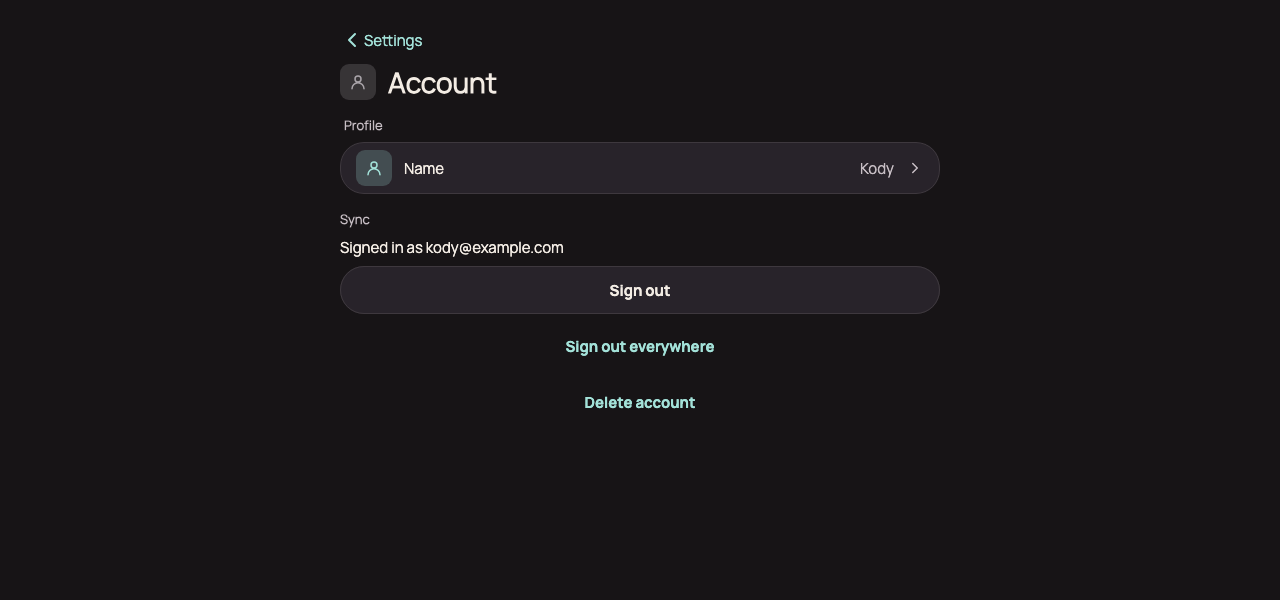 Settings
Account
Profile
Name Kody
Sync
Signed in as kody@example.com
Sign out
Sign out everywhere
Delete account